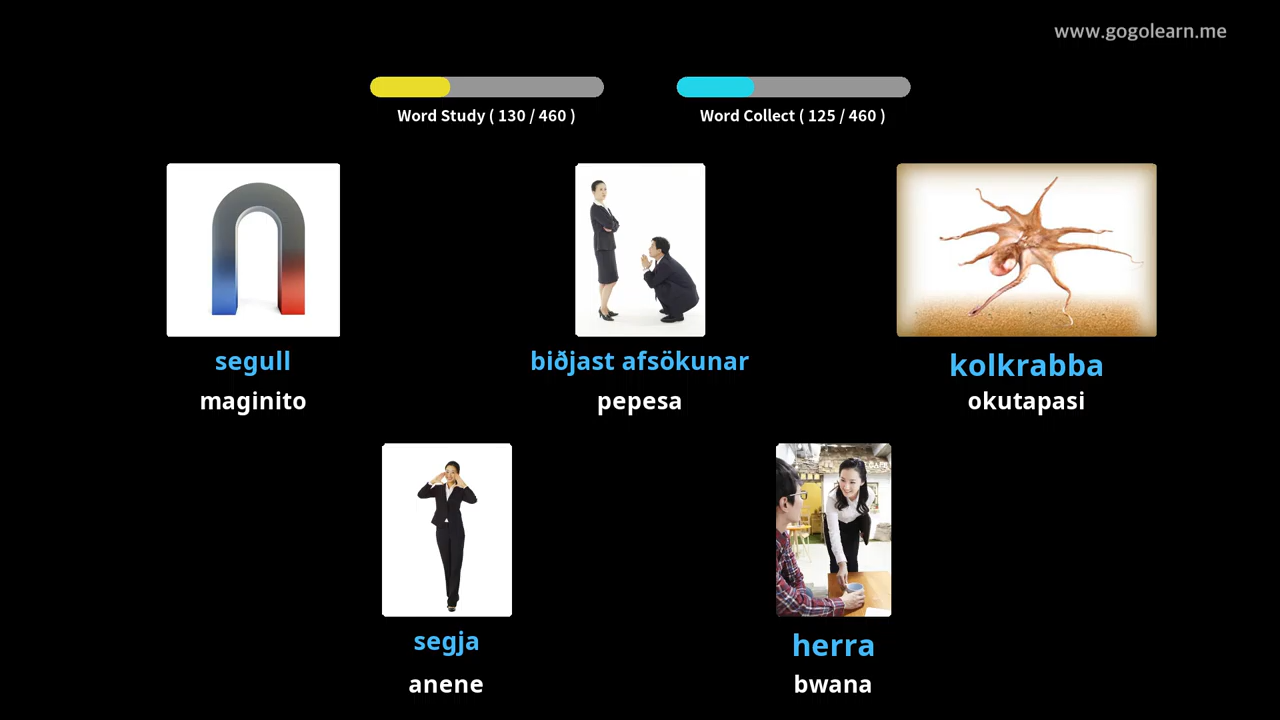 www.gogolearn.me
Word Study ( 130 / 460 )
Word Collect ( 125 / 460 )
segull
maginito
biðjast afsökunar
pepesa
kolkrabba
okutapasi
segja
anene
herra
bwana